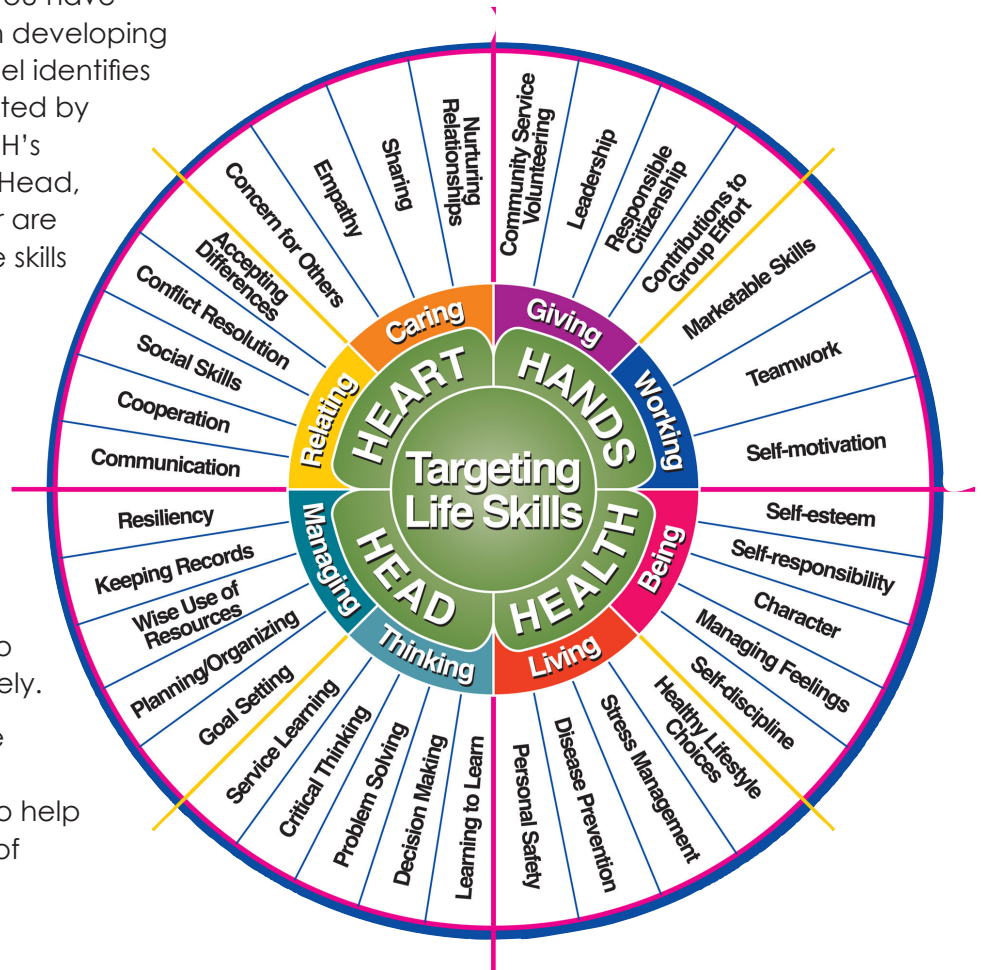 You have
developing
el identifies
ted by
H's
Head,
are
skills
o
ely.
o help
of
Targeting
Life Skills
HEART
Caring
Nurturing
Relationships
Sharing
Empathy
Concern for Others
Relating
Accepting
Differences
Conflict Resolution
Social Skills
Cooperation
Communication
HANDS
Giving
Community Service
Volunteering
Leadership
Responsible
Citizenship
Contributions to
Group Effort
Working
Marketable Skills
Teamwork
Self-motivation
HEALTH
Being
Self-esteem
Self-responsibility
Character
Managing Feelings
Self-discipline
Living
Healthy Lifestyle
Choices
Stress Management
Disease Prevention
Personal Safety
HEAD
Thinking
Learning to Learn
Decision Making
Problem Solving
Critical Thinking
Service Learning
Managing
Goal Setting
Planning/Organizing
Wise Use of
Resources
Keeping Records
Resiliency